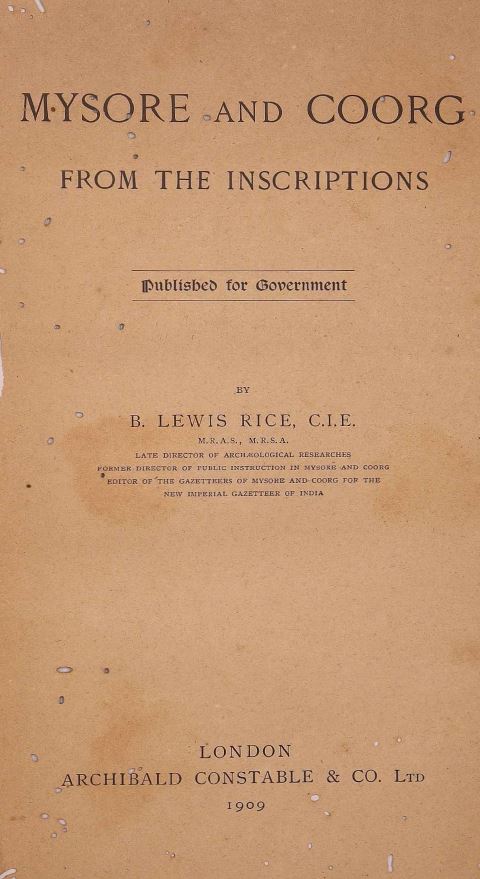 MYSORE AND COORG
FROM THE INSCRIPTIONS
Published for Government
BY
B. LEWIS RICE, C.I.E.
M.R.A.S., M.R.S.A.
LATE DIRECTOR OF ARCHÆOLOGICAL RESEARCHES
FORMER DIRECTOR OF PUBLIC INSTRUCTION IN MYSORE AND COORG
EDITOR OF THE GAZETTEERS OF MYSORE AND COORG FOR THE
NEW IMPERIAL GAZETTEER OF INDIA
LONDON
ARCHIBALD CONSTABLE & CO. LTD
1909